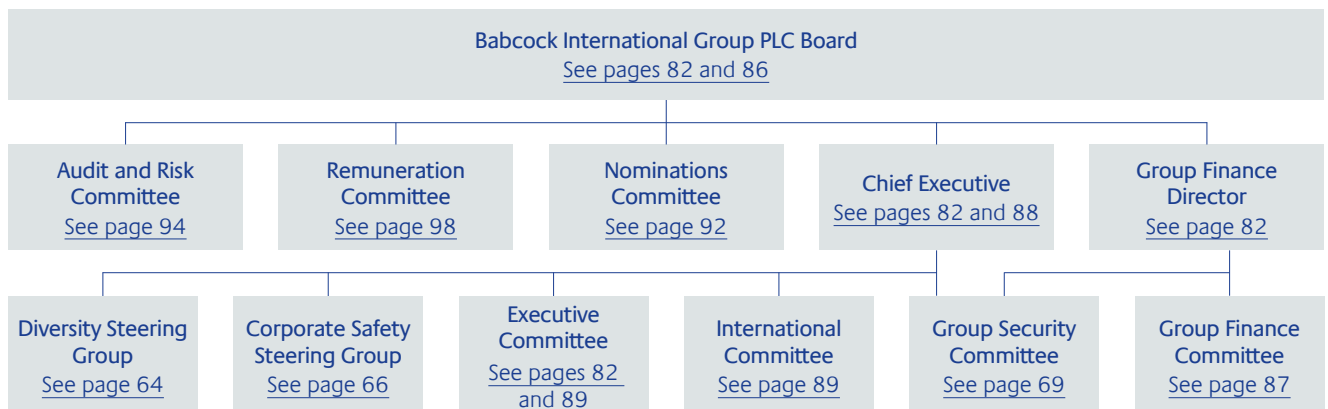 Babcock International Group PLC Board
See pages 82 and 86
Audit and Risk
Committee
See page 94
Remuneration
Committee
See page 98
Nominations
Committee
See page 92
Chief Executive
See pages 82 and 88
Group Finance
Director
See page 82
Diversity Steering
Group
See page 64
Corporate Safety
Steering Group
See page 66
Executive
Committee
See pages 82
and 89
International
Committee
See page 89
Group Security
Committee
See page 69
Group Finance
Committee
See page 87